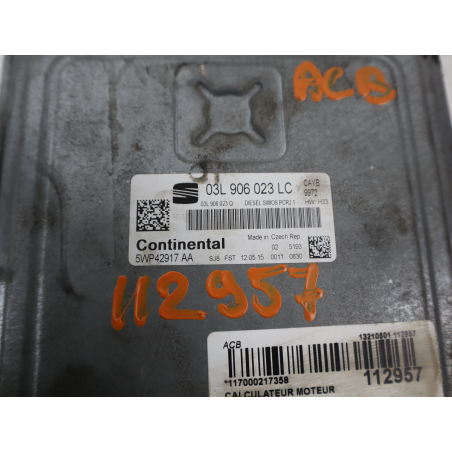 ACB
03L 906 023 LC CAYB
9972
03L 906 023 Q DIESEL SIMOS PCR2.1 HW: H33
Continental Made in Czech Rep
02 5193
5WP42917 AA SJ8 FST 12.05.15 0011 0630
112957
ACB 13210501 112957
*117000217358 112957
CALCULATEUR MOTEUR